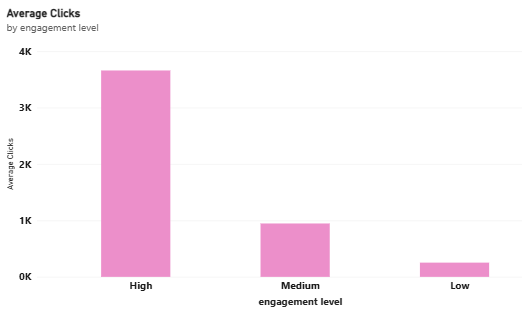 Average Clicks
by engagement level
4K
3K
2K
1K
0K
Average Clicks
High Medium Low
engagement level